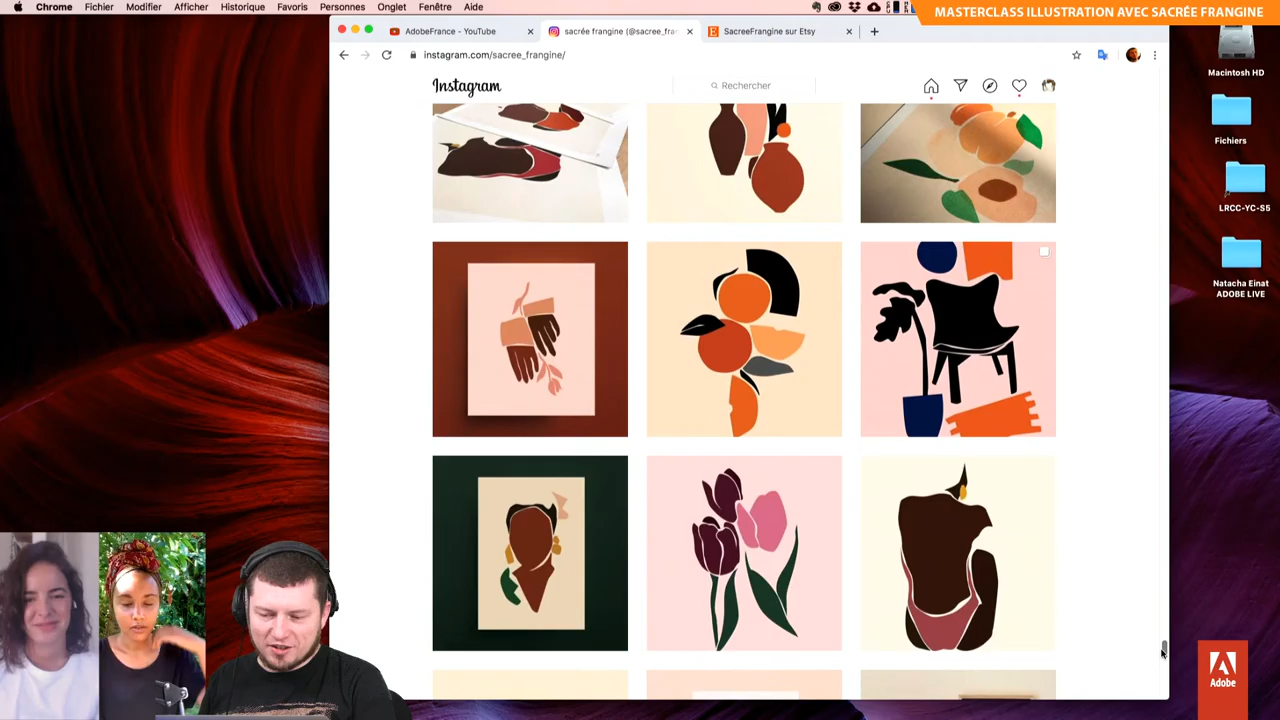 Chrome Fichier Modifier Afficher Historique Favoris Personnes Onglet Fenêtre Aide
MASTERCLASS ILLUSTRATION AVEC SACRÉE FRANGINE
AdobeFrance - YouTube
sacrée frangine (@sacree_fran
SacreeFrangine sur Etsy
instagram.com/sacree_frangine/
Instagram
Rechercher
Macintosh HD
Fichiers
LRCC-YC-S5
Natacha Einat
ADOBE LIVE
Adobe